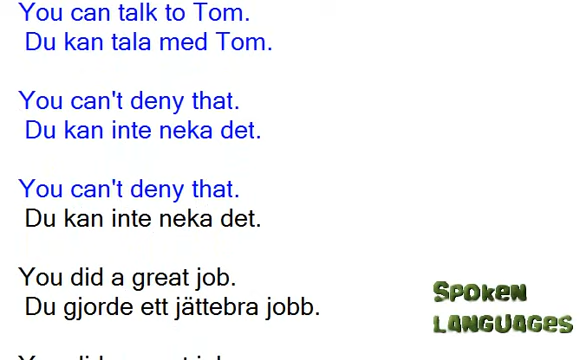 You can talk to Tom.
Du kan tala med Tom.
You can't deny that.
Du kan inte neka det.
You can't deny that.
Du kan inte neka det.
You did a great job.
Du gjorde ett jättebra jobb.
Spoken
Languages